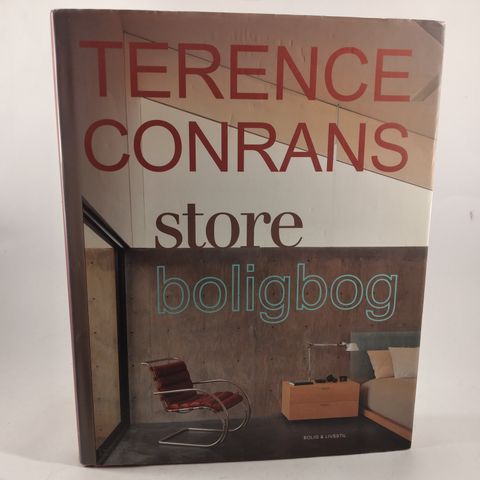 TERENCE
CONRANS
store
boligbog
BOLIG & LIVSSTIL